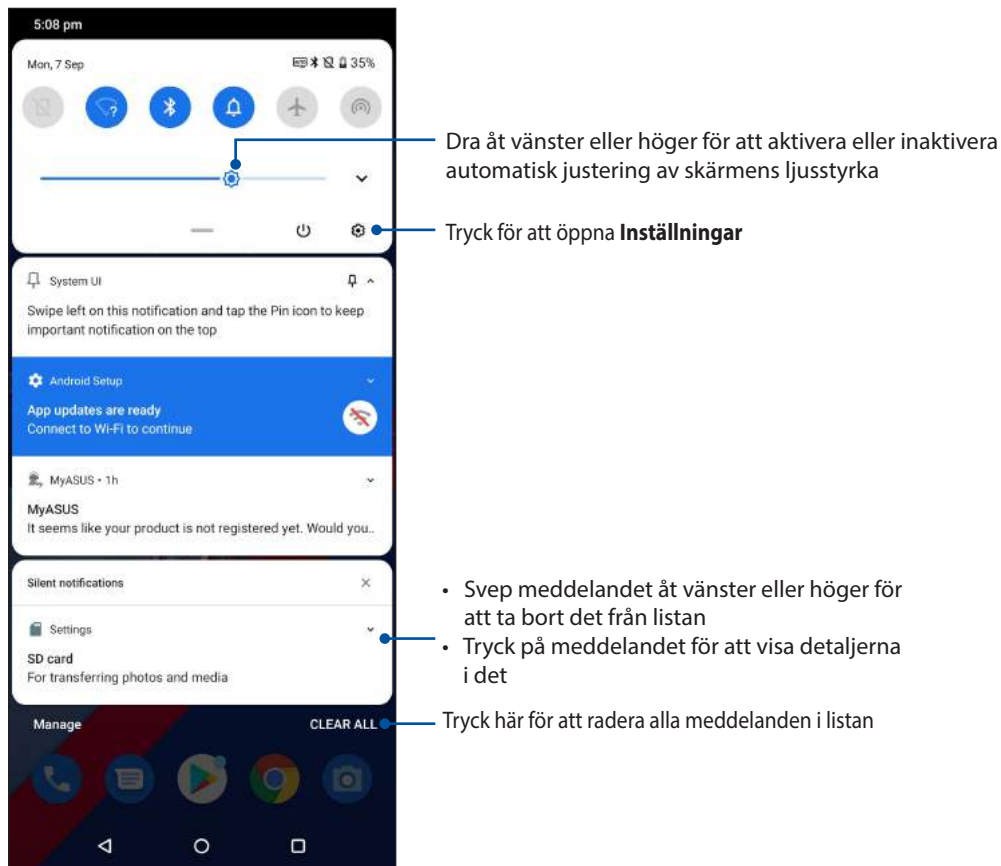 5:08 pm
Mon, 7 Sep
35%
Dra åt vänster eller höger för att aktivera eller inaktivera
automatisk justering av skärmens ljusstyrka
Tryck för att öppna Inställningar
System UI
Swipe left on this notification and tap the Pin icon to keep
important notification on the top
Android Setup
App updates are ready
Connect to Wi-Fi to continue
MyASUS • 1h
MyASUS
It seems like your product is not registered yet. Would you..
Silent notifications
Settings
SD card
For transferring photos and media
• Svep meddelandet åt vänster eller höger för
att ta bort det från listan
• Tryck på meddelandet för att visa detaljerna
i det
Manage
CLEAR ALL
Tryck här för att radera alla meddelanden i listan